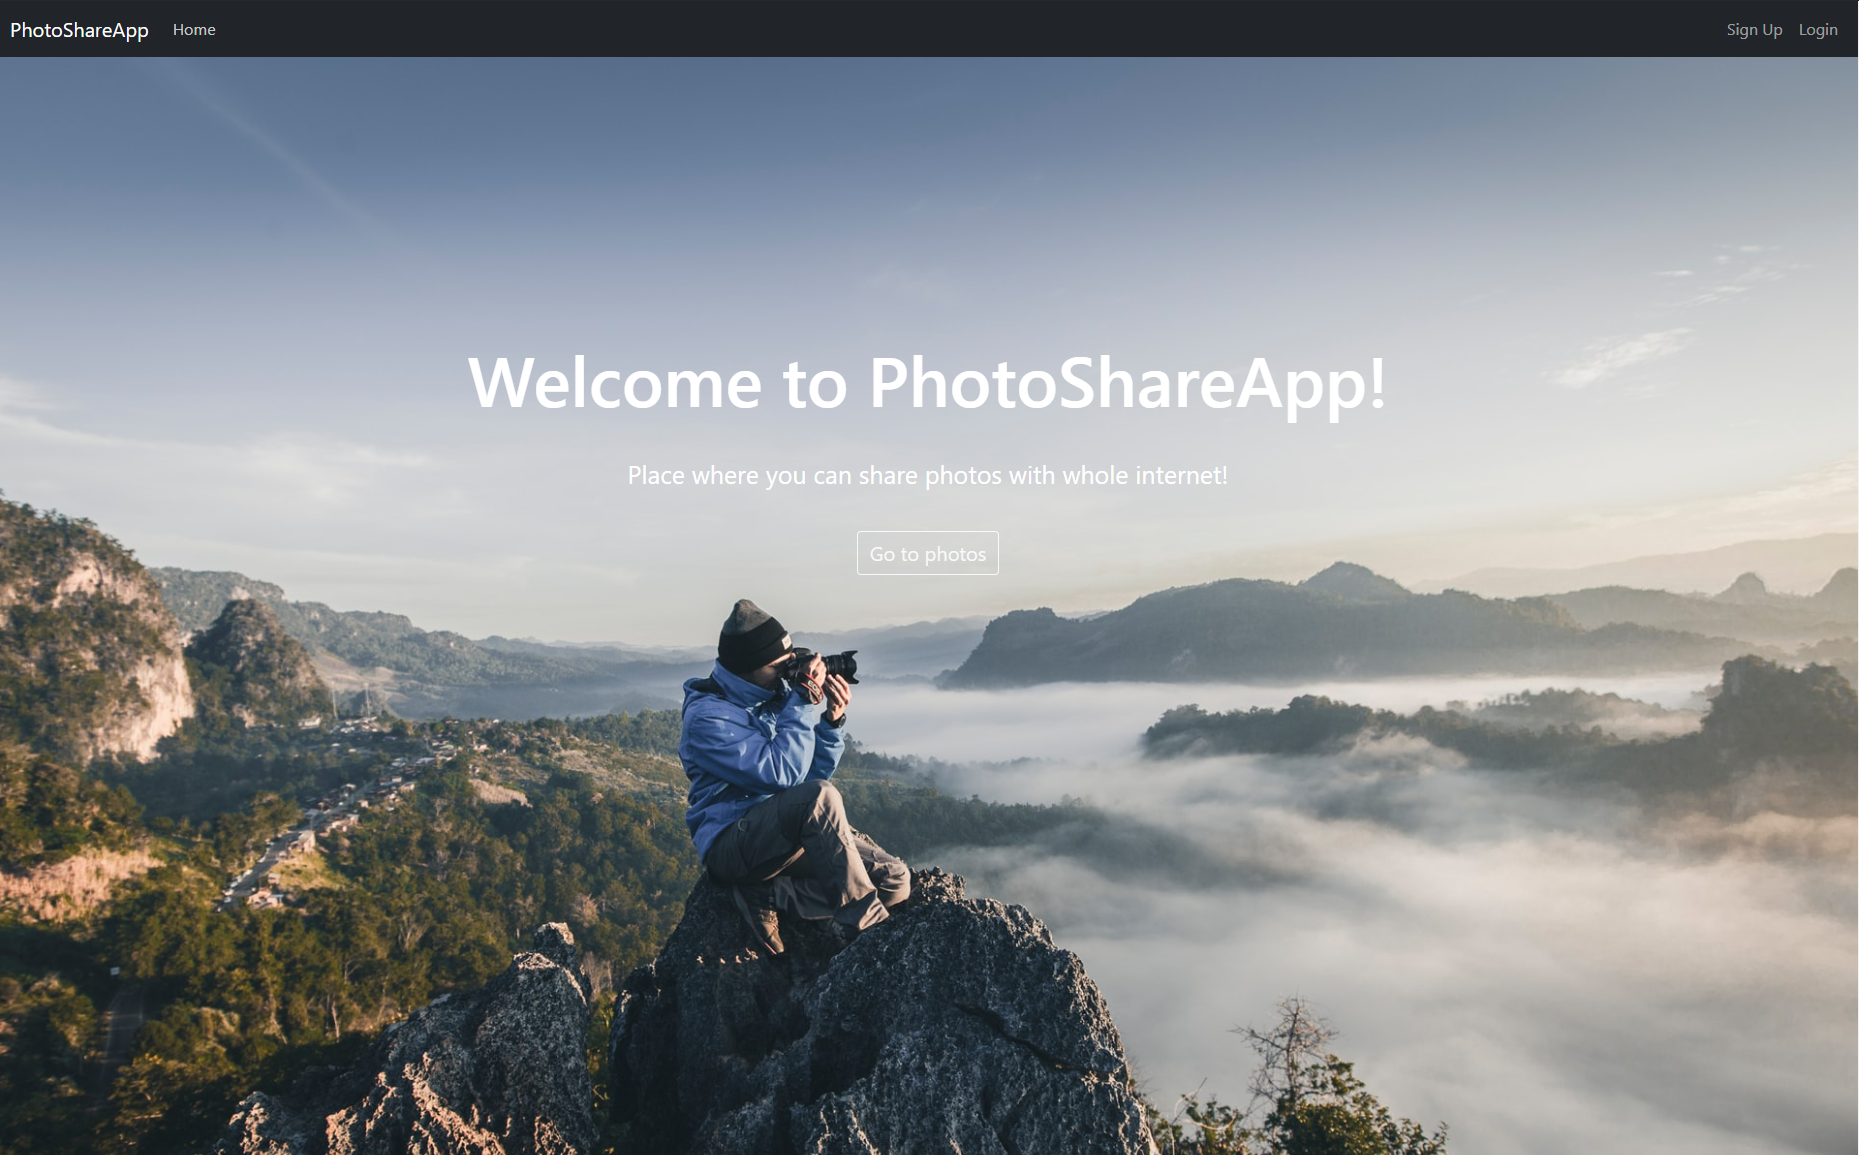 PhotoShareApp Home Sign Up Login
Welcome to PhotoShareApp!
Place where you can share photos with whole internet!
Go to photos